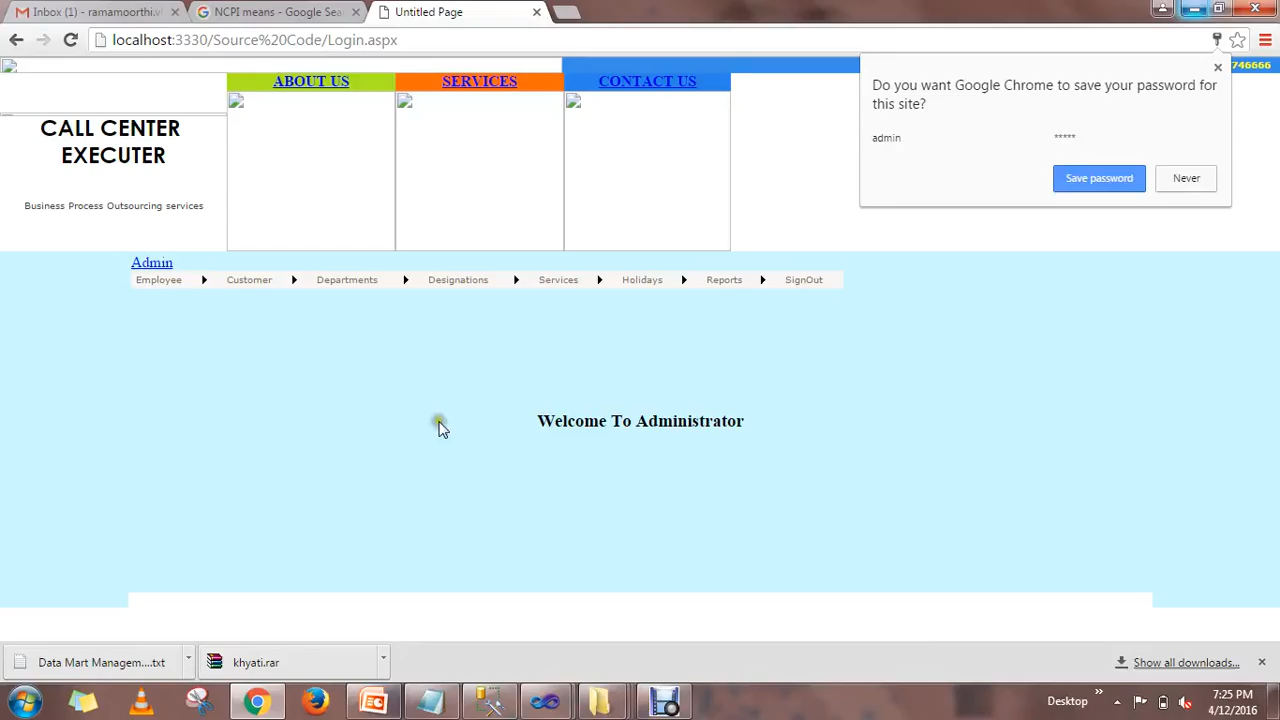 Inbox (1) - ramamoorthi.vi
NCPI means - Google Sea
Untitled Page
localhost:3330/Source%20Code/Login.aspx
746666
Do you want Google Chrome to save your password for
this site?
admin *****
Save password Never
ABOUT US
SERVICES
CONTACT US
CALL CENTER
EXECUTER
Business Process Outsourcing services
Admin
Employee Customer Departments Designations Services Holidays Reports SignOut
Welcome To Administrator
Data Mart Managem....txt
khyati.rar
Show all downloads...
Desktop
7:25 PM
4/12/2016